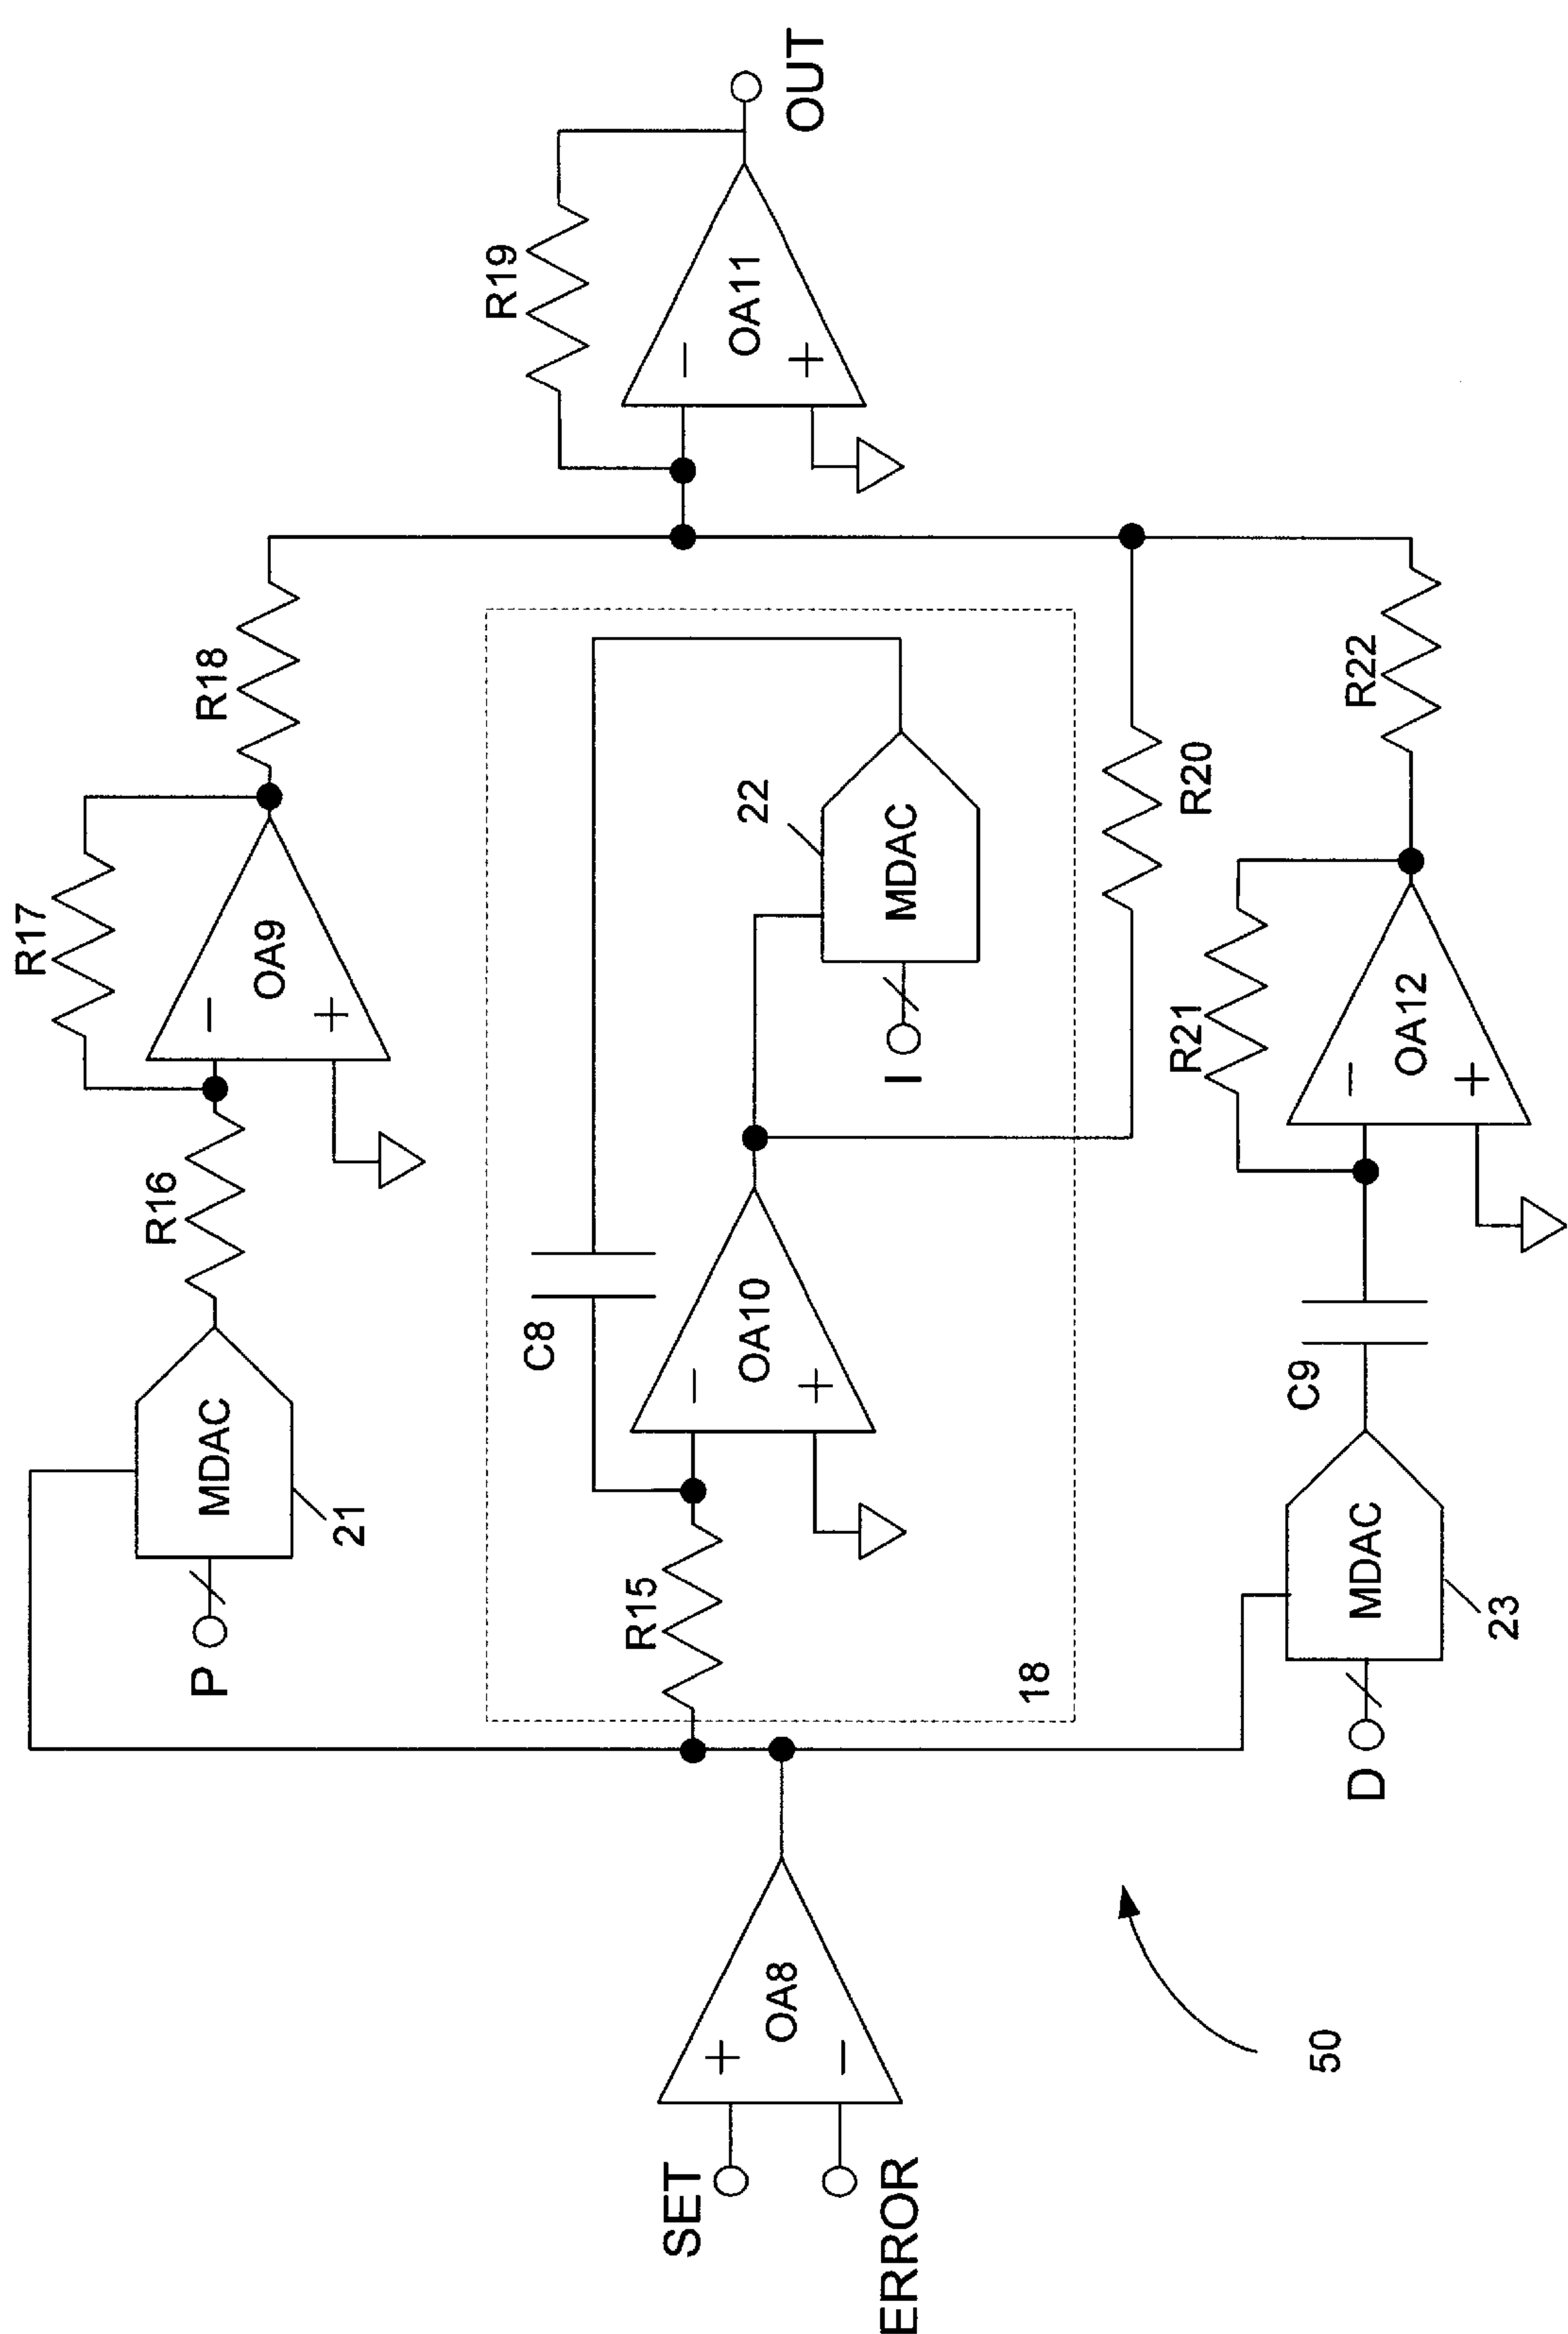 R17
R18
R19
R16
OA9
MDAC
21
P
OUT
OA11
−
+
−
+
C8
22
MDAC
I
OA10
−
+
R15
18
R20
R22
R21
OA12
−
+
C9
MDAC
23
D
SET
ERROR
OA8
+
−
50